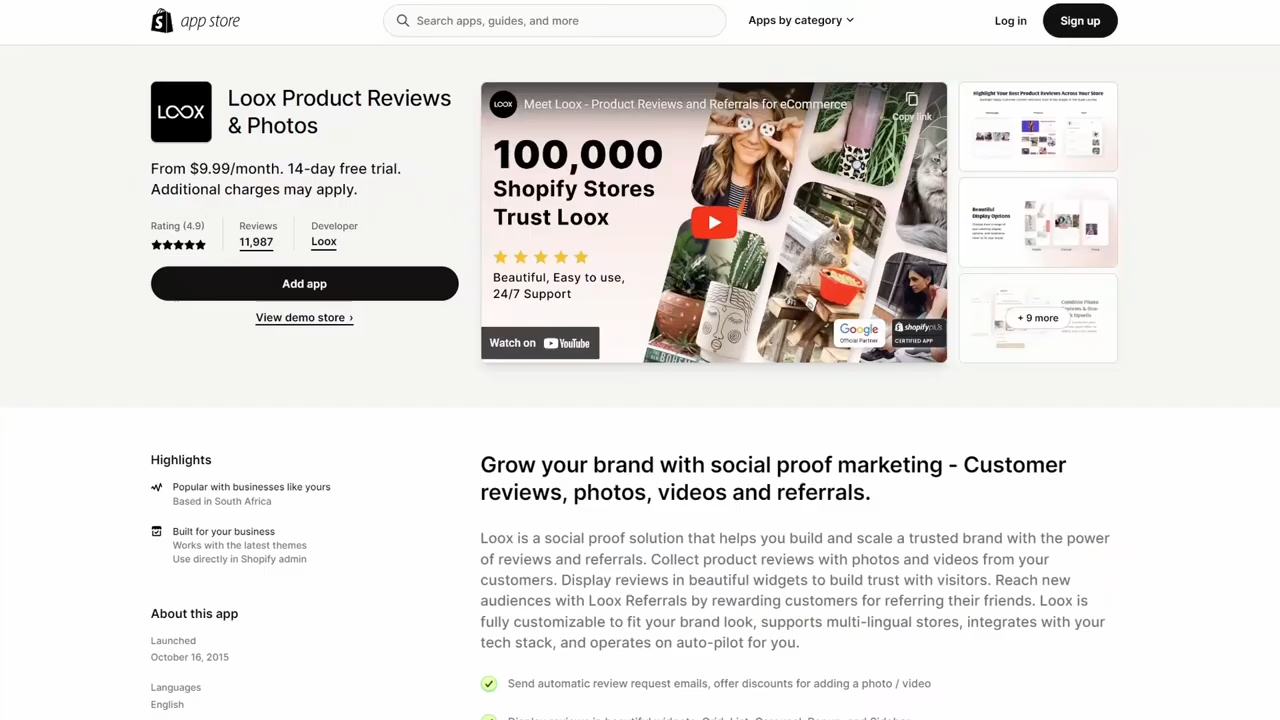 app store
Search apps, guides, and more
Apps by category
Log in
Sign up
LOOX
Loox Product Reviews
& Photos
From $9.99/month. 14-day free trial.
Additional charges may apply.
Rating (4.9)
Reviews
11,987
Developer
Loox
Add app
View demo store ›
LOOX
Meet Loox - Product Reviews and Referrals for eCommerce
Copy link
100,000
Shopify Stores
Trust Loox
Beautiful, Easy to use,
24/7 Support
Watch on YouTube
Google
Official Partner
shopify plus
CERTIFIED APP
Highlight Your Best Product Reviews Across Your Store
Beautiful
Display Options
+ 9 more
Highlights
Popular with businesses like yours
Based in South Africa
Built for your business
Works with the latest themes
Use directly in Shopify admin
About this app
Launched
October 16, 2015
Languages
English
Grow your brand with social proof marketing - Customer
reviews, photos, videos and referrals.
Loox is a social proof solution that helps you build and scale a trusted brand with the power
of reviews and referrals. Collect product reviews with photos and videos from your
customers. Display reviews in beautiful widgets to build trust with visitors. Reach new
audiences with Loox Referrals by rewarding customers for referring their friends. Loox is
fully customizable to fit your brand look, supports multi-lingual stores, integrates with your
tech stack, and operates on auto-pilot for you.
Send automatic review request emails, offer discounts for adding a photo / video